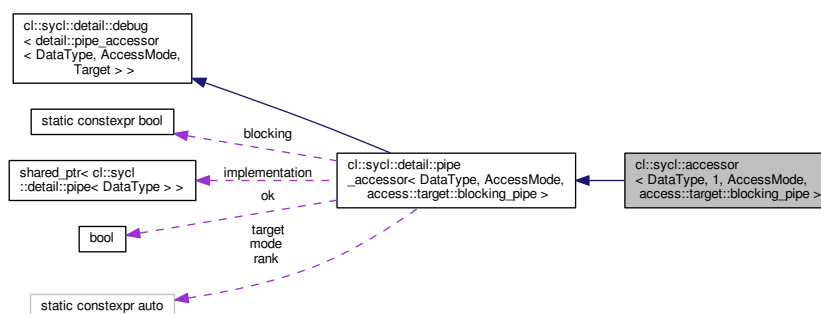 cl::sycl::detail::debug
< detail::pipe_accessor
< DataType, AccessMode,
Target > >
static constexpr bool
blocking
shared_ptr< cl::sycl
::detail::pipe< DataType > >
implementation
cl::sycl::detail::pipe
_accessor< DataType, AccessMode,
access::target::blocking_pipe >
cl::sycl::accessor
< DataType, 1, AccessMode,
access::target::blocking_pipe >
ok
bool
target
mode
rank
static constexpr auto